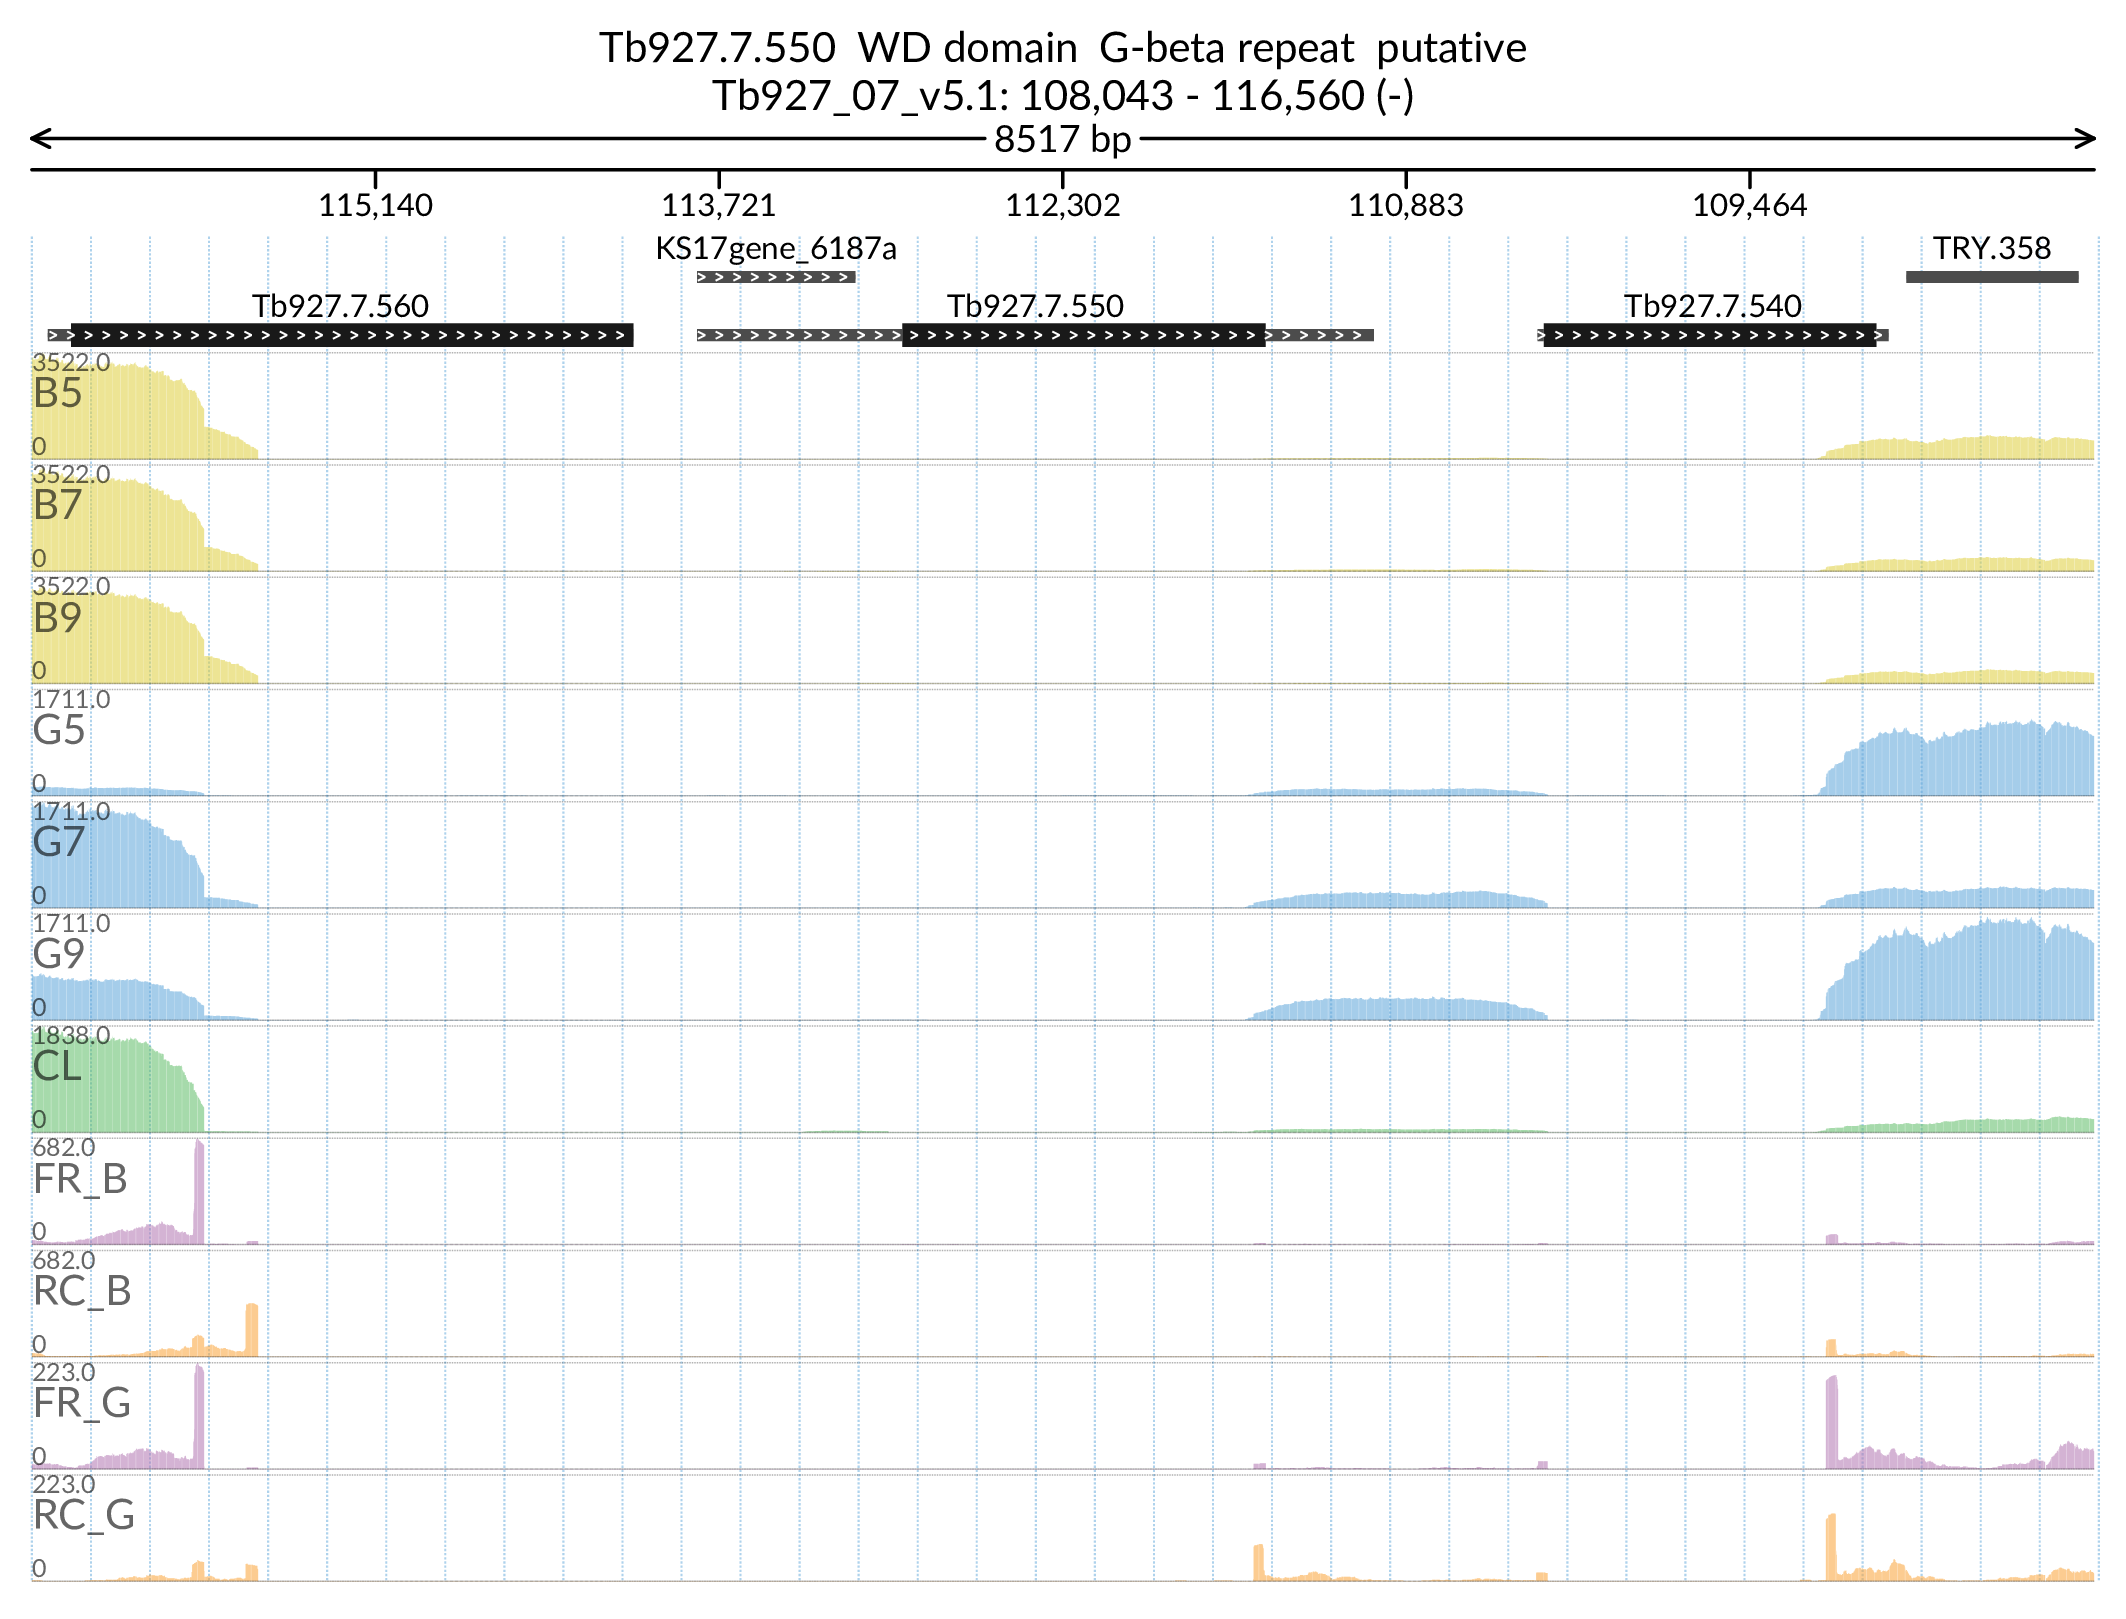 Tb927.7.550 WD domain G-beta repeat putative
Tb927_07_v5.1: 108,043 - 116,560 (-)
8517 bp
115,140 113,721 112,302 110,883 109,464
KS17gene_6187a TRY.358
Tb927.7.560 Tb927.7.550 Tb927.7.540
3522.0
B5
0
3522.0
B7
0
3522.0
B9
0
1711.0
G5
0
1711.0
G7
0
1711.0
G9
0
1838.0
CL
0
682.0
FR_B
0
682.0
RC_B
0
223.0
FR_G
0
223.0
RC_G
0